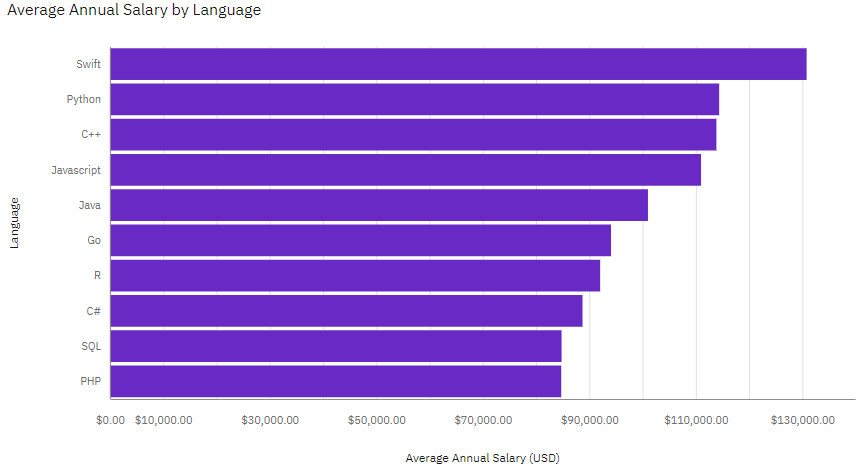 Average Annual Salary by Language
Language
Swift
Python
C++
Javascript
Java
Go
R
C#
SQL
PHP
$0.00 $10,000.00 $30,000.00 $50,000.00 $70,000.00 $90,000.00 $110,000.00 $130,000.00
Average Annual Salary (USD)